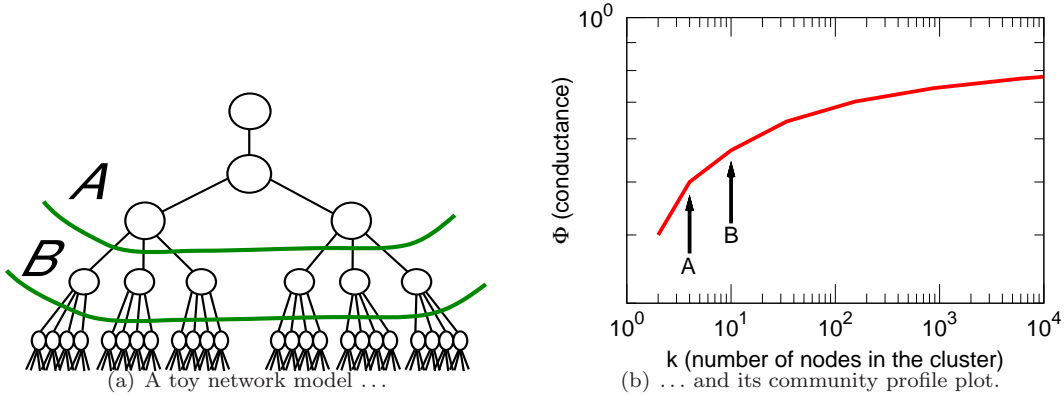 A
B
(a) A toy network model ...
10^0
Φ (conductance)
A
B
10^0 10^1 10^2 10^3 10^4
k (number of nodes in the cluster)
(b) ... and its community profile plot.